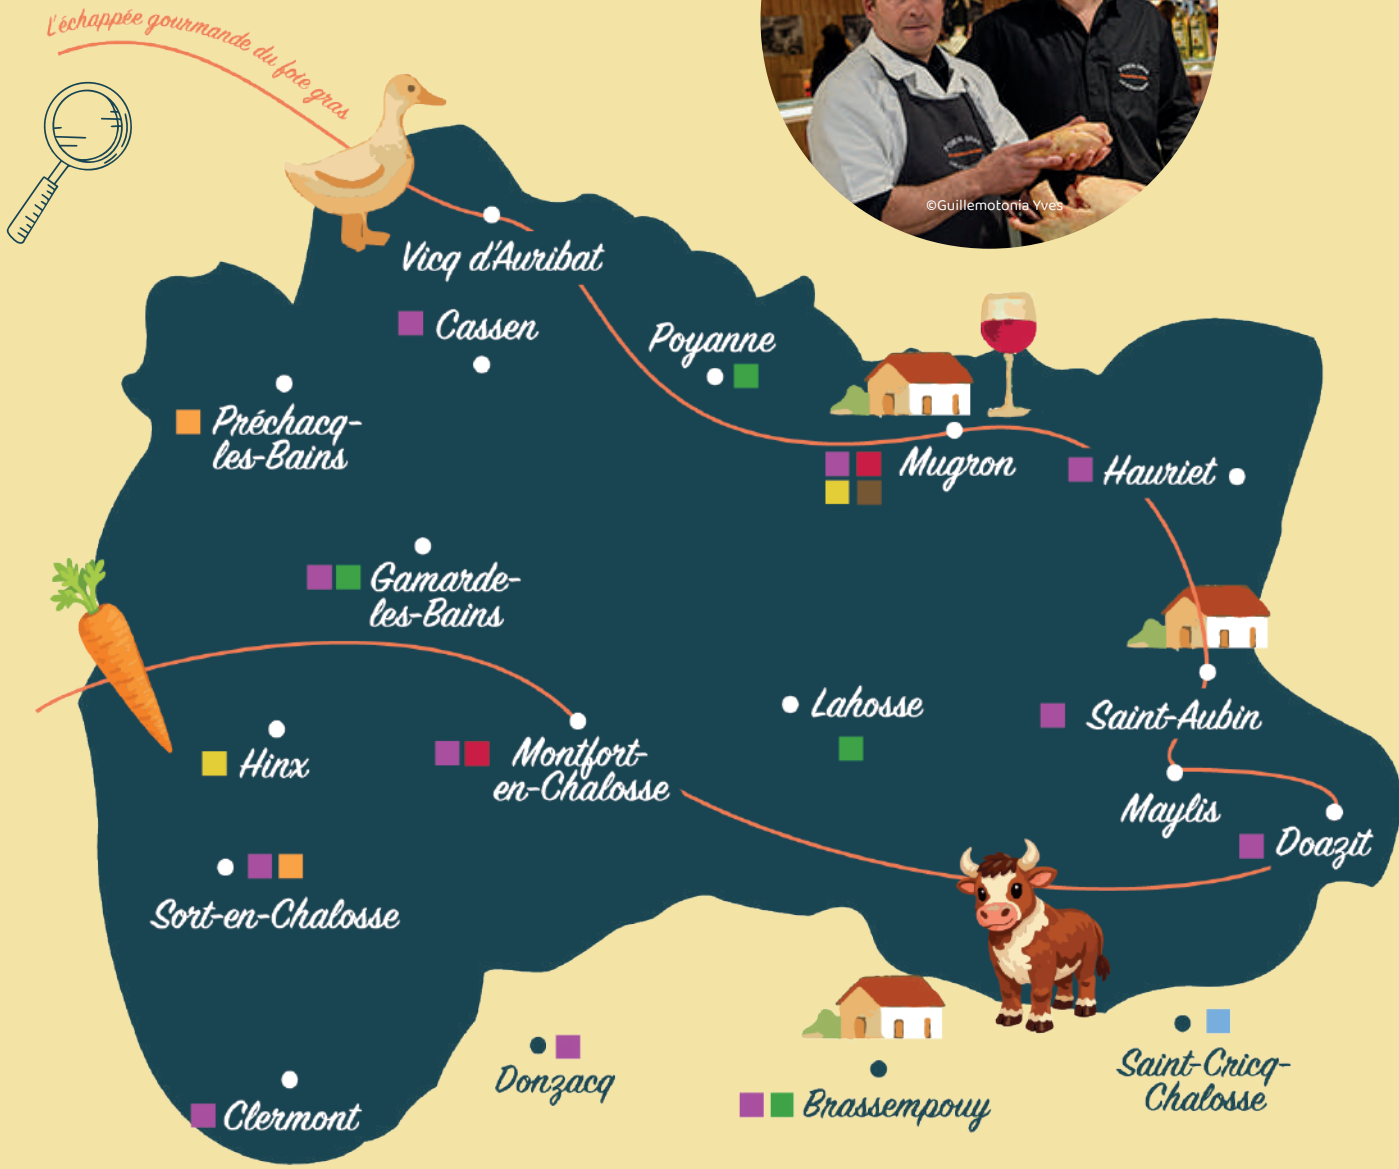 L'échappée gourmande du foie gras
©Guillemotonia Yves
Vicq d'Auribat
Cassen
Poyanne
Préchacq-
les-Bains
Mugron
Hauriet
Gamarde-
les-Bains
Lahosse
Saint-Aubin
Hinx
Montfort-
en-Chalosse
Maylis
Doazit
Sort-en-Chalosse
Donzacq
Saint-Cricq-
Chalosse
Brassempouy
Clermont